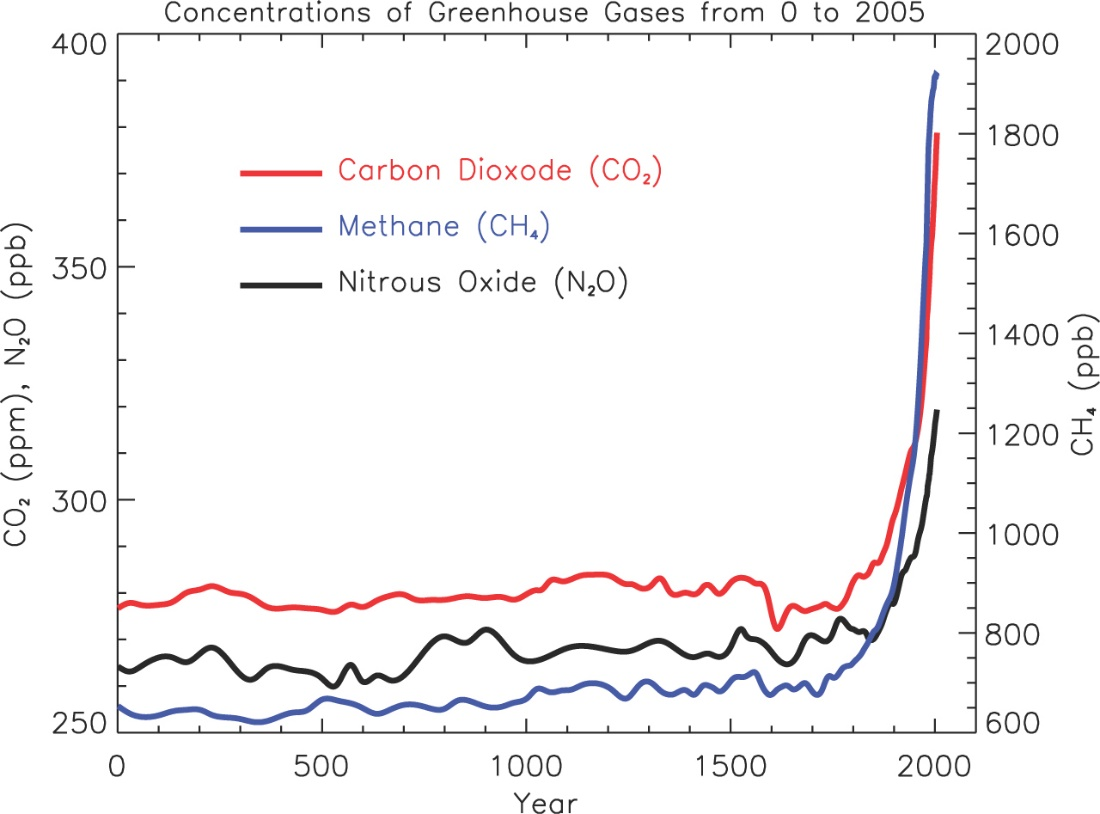 Concentrations of Greenhouse Gases from 0 to 2005
400
350
300
250
CO₂ (ppm), N₂O (ppb)
Carbon Dioxode (CO₂)
Methane (CH₄)
Nitrous Oxide (N₂O)
2000
1800
1600
1400
1200
1000
800
600
CH₄ (ppb)
0 500 1000 1500 2000
Year